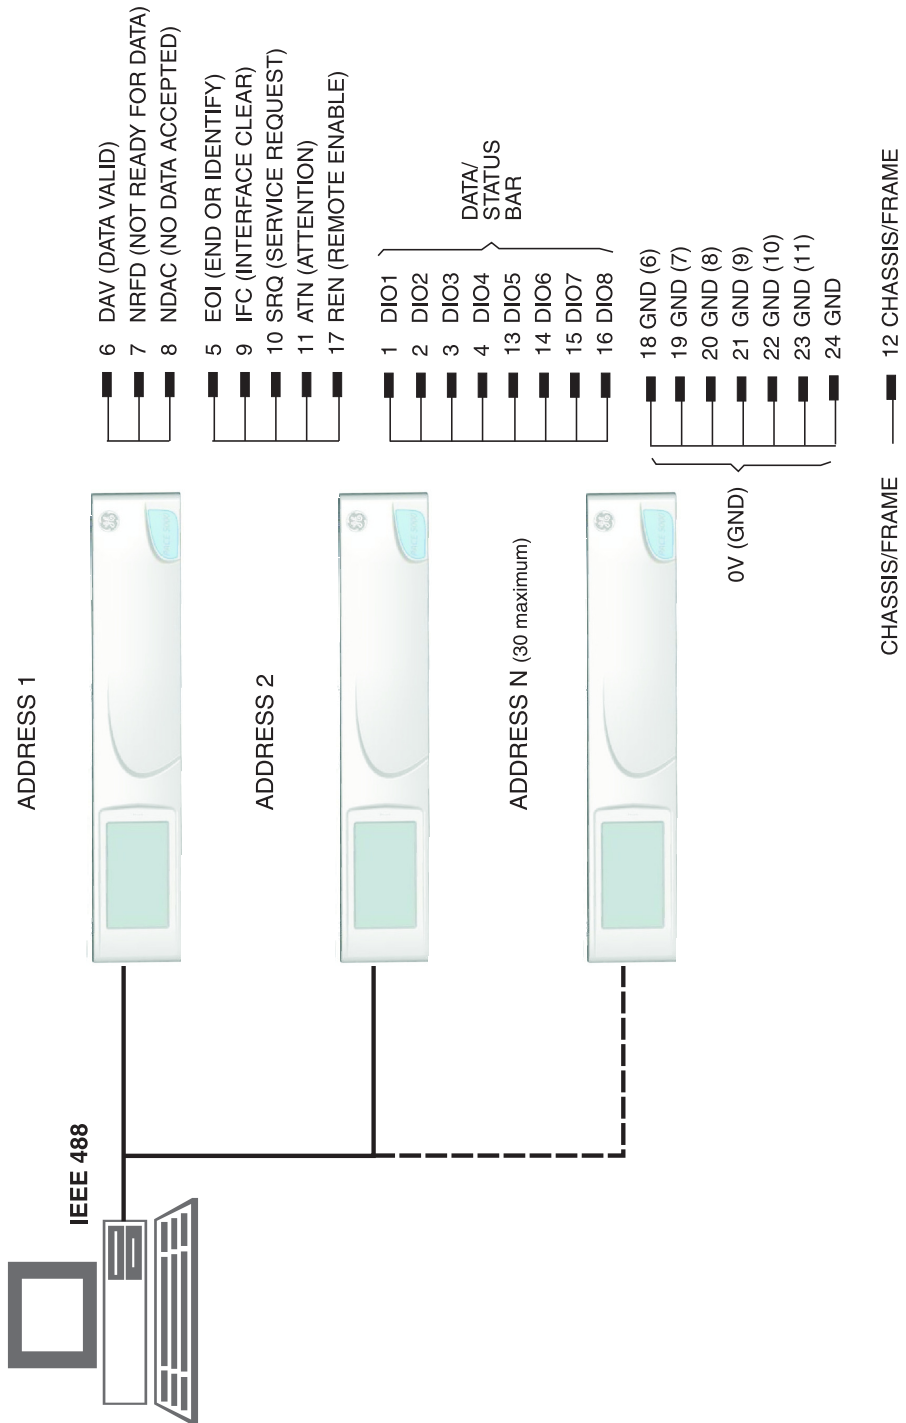 IEEE 488
ADDRESS 1
ADDRESS 2
ADDRESS N (30 maximum)
6 DAV (DATA VALID)
7 NRFD (NOT READY FOR DATA)
8 NDAC (NO DATA ACCEPTED)
5 EOI (END OR IDENTIFY)
9 IFC (INTERFACE CLEAR)
10 SRQ (SERVICE REQUEST)
11 ATN (ATTENTION)
17 REN (REMOTE ENABLE)
1 DIO1
2 DIO2
3 DIO3
4 DIO4
13 DIO5
14 DIO6
15 DIO7
16 DIO8
DATA/
STATUS
BAR
0V (GND)
18 GND (6)
19 GND (7)
20 GND (8)
21 GND (9)
22 GND (10)
23 GND (11)
24 GND
CHASSIS/FRAME
12 CHASSIS/FRAME